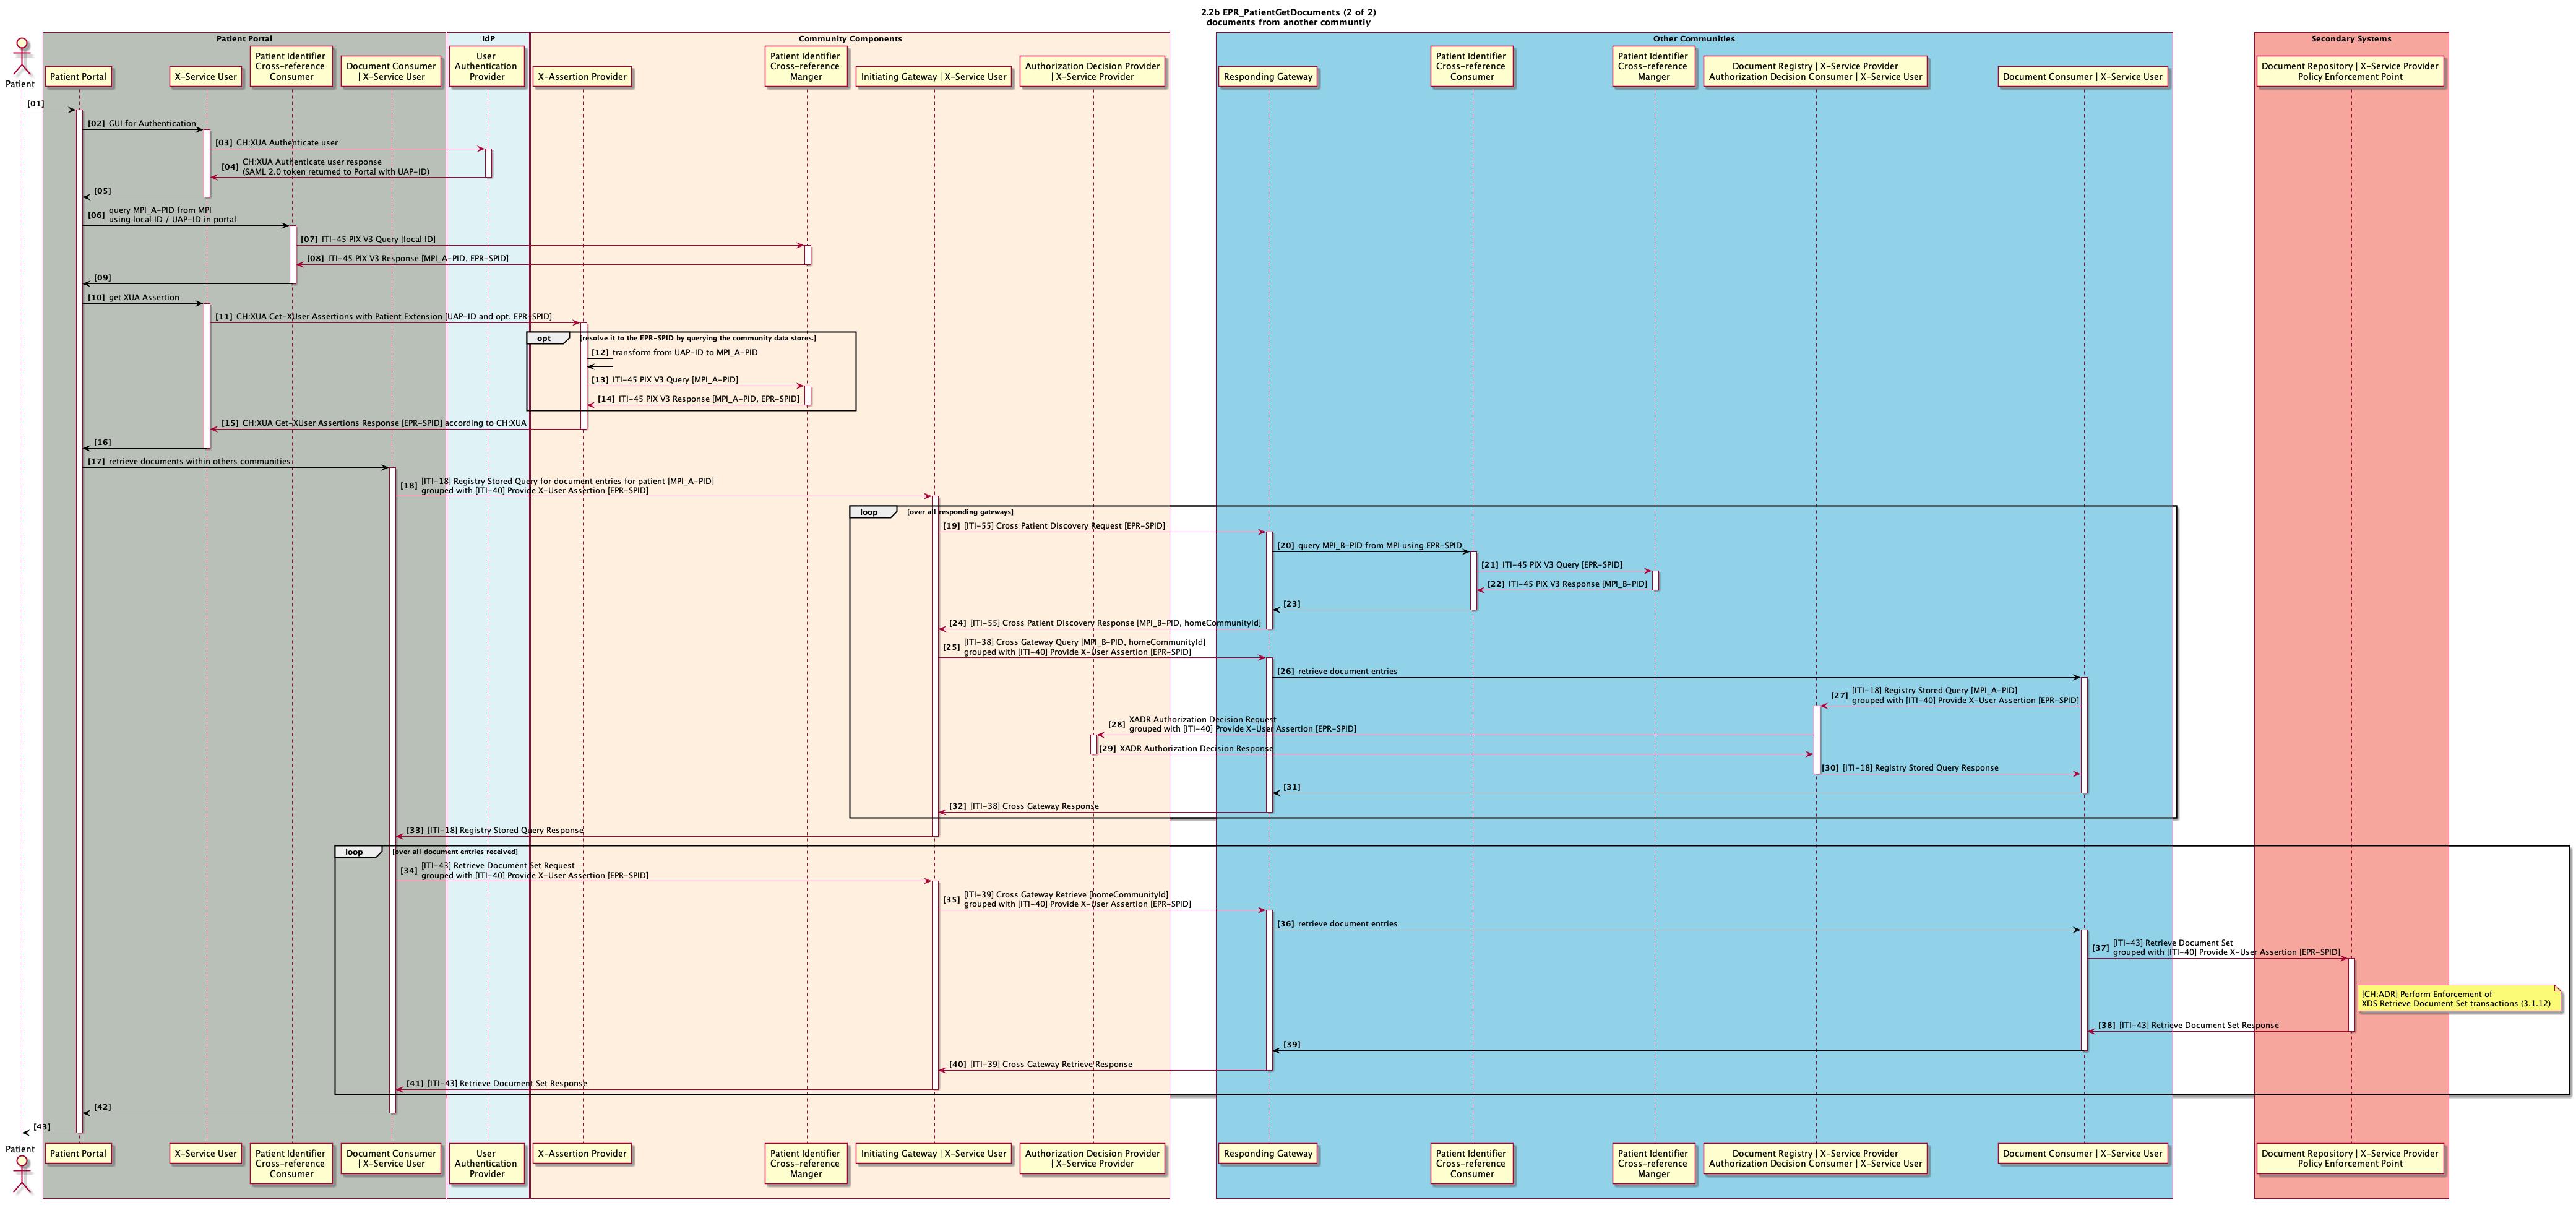 2.2b EPR_PatientGetDocuments (2 of 2)
documents from another communtiy
Patient Portal
IdP
Community Components
Other Communities
Secondary Systems
Patient
Patient Portal
X-Service User
Patient Identifier
Cross-reference
Consumer
Document Consumer
| X-Service User
User
Authentication
Provider
X-Assertion Provider
Patient Identifier
Cross-reference
Manger
Initiating Gateway | X-Service User
Authorization Decision Provider
| X-Service Provider
Responding Gateway
Patient Identifier
Cross-reference
Consumer
Patient Identifier
Cross-reference
Manger
Document Registry | X-Service Provider
Authorization Decision Consumer | X-Service User
Document Consumer | X-Service User
Document Repository | X-Service Provider
Policy Enforcement Point
[01]
[02] GUI for Authentication
[03] CH:XUA Authenticate user
[04] CH:XUA Authenticate user response
(SAML 2.0 token returned to Portal with UAP-ID)
[05]
[06] query MPI_A-PID from MPI
using local ID / UAP-ID in portal
[07] ITI-45 PIX V3 Query [local ID]
[08] ITI-45 PIX V3 Response [MPI_A-PID, EPR-SPID]
[09]
[10] get XUA Assertion
[11] CH:XUA Get-XUser Assertions with Patient Extension [UAP-ID and opt. EPR-SPID]
opt [resolve it to the EPR-SPID by querying the community data stores.]
[12] transform from UAP-ID to MPI_A-PID
[13] ITI-45 PIX V3 Query [MPI_A-PID]
[14] ITI-45 PIX V3 Response [MPI_A-PID, EPR-SPID]
[15] CH:XUA Get-XUser Assertions Response [EPR-SPID] according to CH:XUA
[16]
[17] retrieve documents within others communities
[18] [ITI-18] Registry Stored Query for document entries for patient [MPI_A-PID]
grouped with [ITI-40] Provide X-User Assertion [EPR-SPID]
loop [over all responding gateways]
[19] [ITI-55] Cross Patient Discovery Request [EPR-SPID]
[20] query MPI_B-PID from MPI using EPR-SPID
[21] ITI-45 PIX V3 Query [EPR-SPID]
[22] ITI-45 PIX V3 Response [MPI_B-PID]
[23]
[24] [ITI-55] Cross Patient Discovery Response [MPI_B-PID, homeCommunityId]
[25] [ITI-38] Cross Gateway Query [MPI_B-PID, homeCommunityId]
grouped with [ITI-40] Provide X-User Assertion [EPR-SPID]
[26] retrieve document entries
[27] [ITI-18] Registry Stored Query [MPI_A-PID]
grouped with [ITI-40] Provide X-User Assertion [EPR-SPID]
[28] XADR Authorization Decision Request
grouped with [ITI-40] Provide X-User Assertion [EPR-SPID]
[29] XADR Authorization Decision Response
[30] [ITI-18] Registry Stored Query Response
[31]
[32] [ITI-38] Cross Gateway Response
[33] [ITI-18] Registry Stored Query Response
loop [over all document entries received]
[34] [ITI-43] Retrieve Document Set Request
grouped with [ITI-40] Provide X-User Assertion [EPR-SPID]
[35] [ITI-39] Cross Gateway Retrieve [homeCommunityId]
grouped with [ITI-40] Provide X-User Assertion [EPR-SPID]
[36] retrieve document entries
[37] [ITI-43] Retrieve Document Set
grouped with [ITI-40] Provide X-User Assertion [EPR-SPID]
[CH:ADR] Perform Enforcement of
XDS Retrieve Document Set transactions (3.1.12)
[38] [ITI-43] Retrieve Document Set Response
[39]
[40] [ITI-39] Cross Gateway Retrieve Response
[41] [ITI-43] Retrieve Document Set Response
[42]
[43]
Patient
Patient Portal
X-Service User
Patient Identifier
Cross-reference
Consumer
Document Consumer
| X-Service User
User
Authentication
Provider
X-Assertion Provider
Patient Identifier
Cross-reference
Manger
Initiating Gateway | X-Service User
Authorization Decision Provider
| X-Service Provider
Responding Gateway
Patient Identifier
Cross-reference
Consumer
Patient Identifier
Cross-reference
Manger
Document Registry | X-Service Provider
Authorization Decision Consumer | X-Service User
Document Consumer | X-Service User
Document Repository | X-Service Provider
Policy Enforcement Point